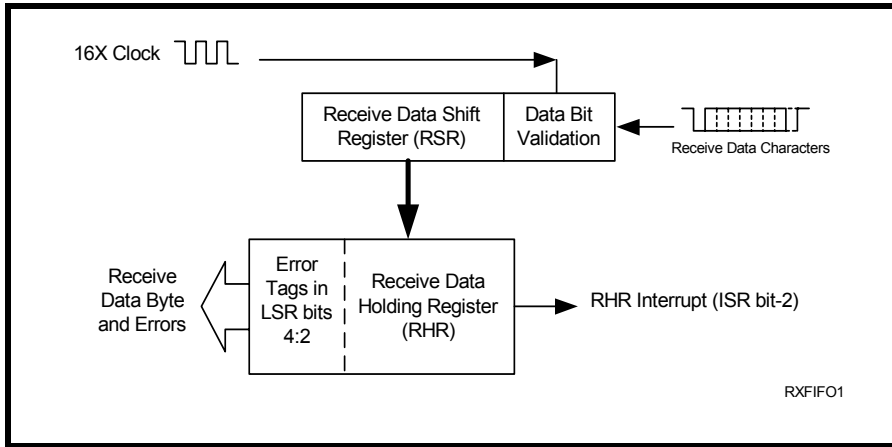 16X Clock
Receive Data Shift
Register (RSR)
Data Bit
Validation
Receive Data Characters
Receive
Data Byte
and Errors
Error
Tags in
LSR bits
4:2
Receive Data
Holding Register
(RHR)
RHR Interrupt (ISR bit-2)
RXFIFO1